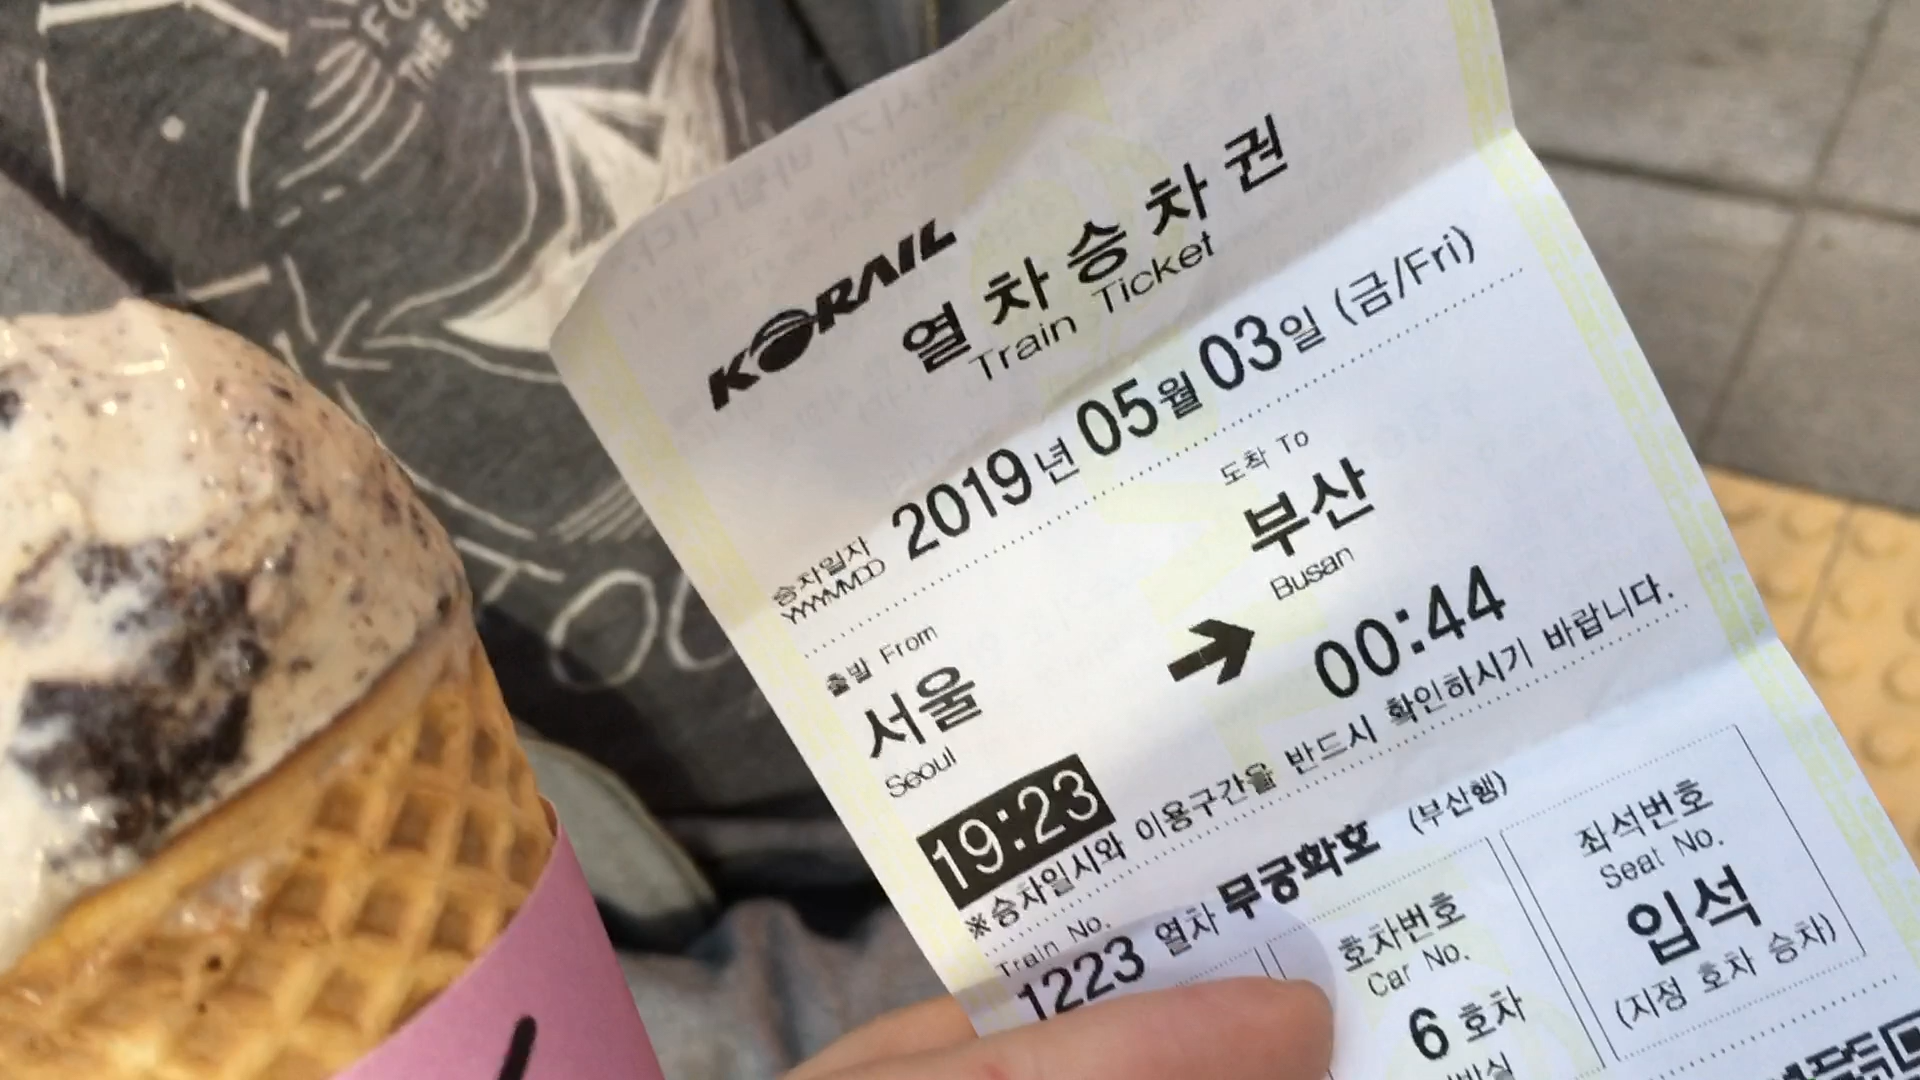 THE
KORAIL
열차승차권
Train Ticket
승차일자 2019년 05월 03일 (금/Fri)
YYYYMMDD
출발 From
서울
Seoul
19:23
도착 To
부산
Busan
00:44
※승차일시와 이용구간을 반드시 확인하시기 바랍니다.
Train No.
1223 열차 무궁화호 (부산행)
호차번호
Car No.
6 호차
좌석번호
Seat No.
입석
(지정 호차 승차)